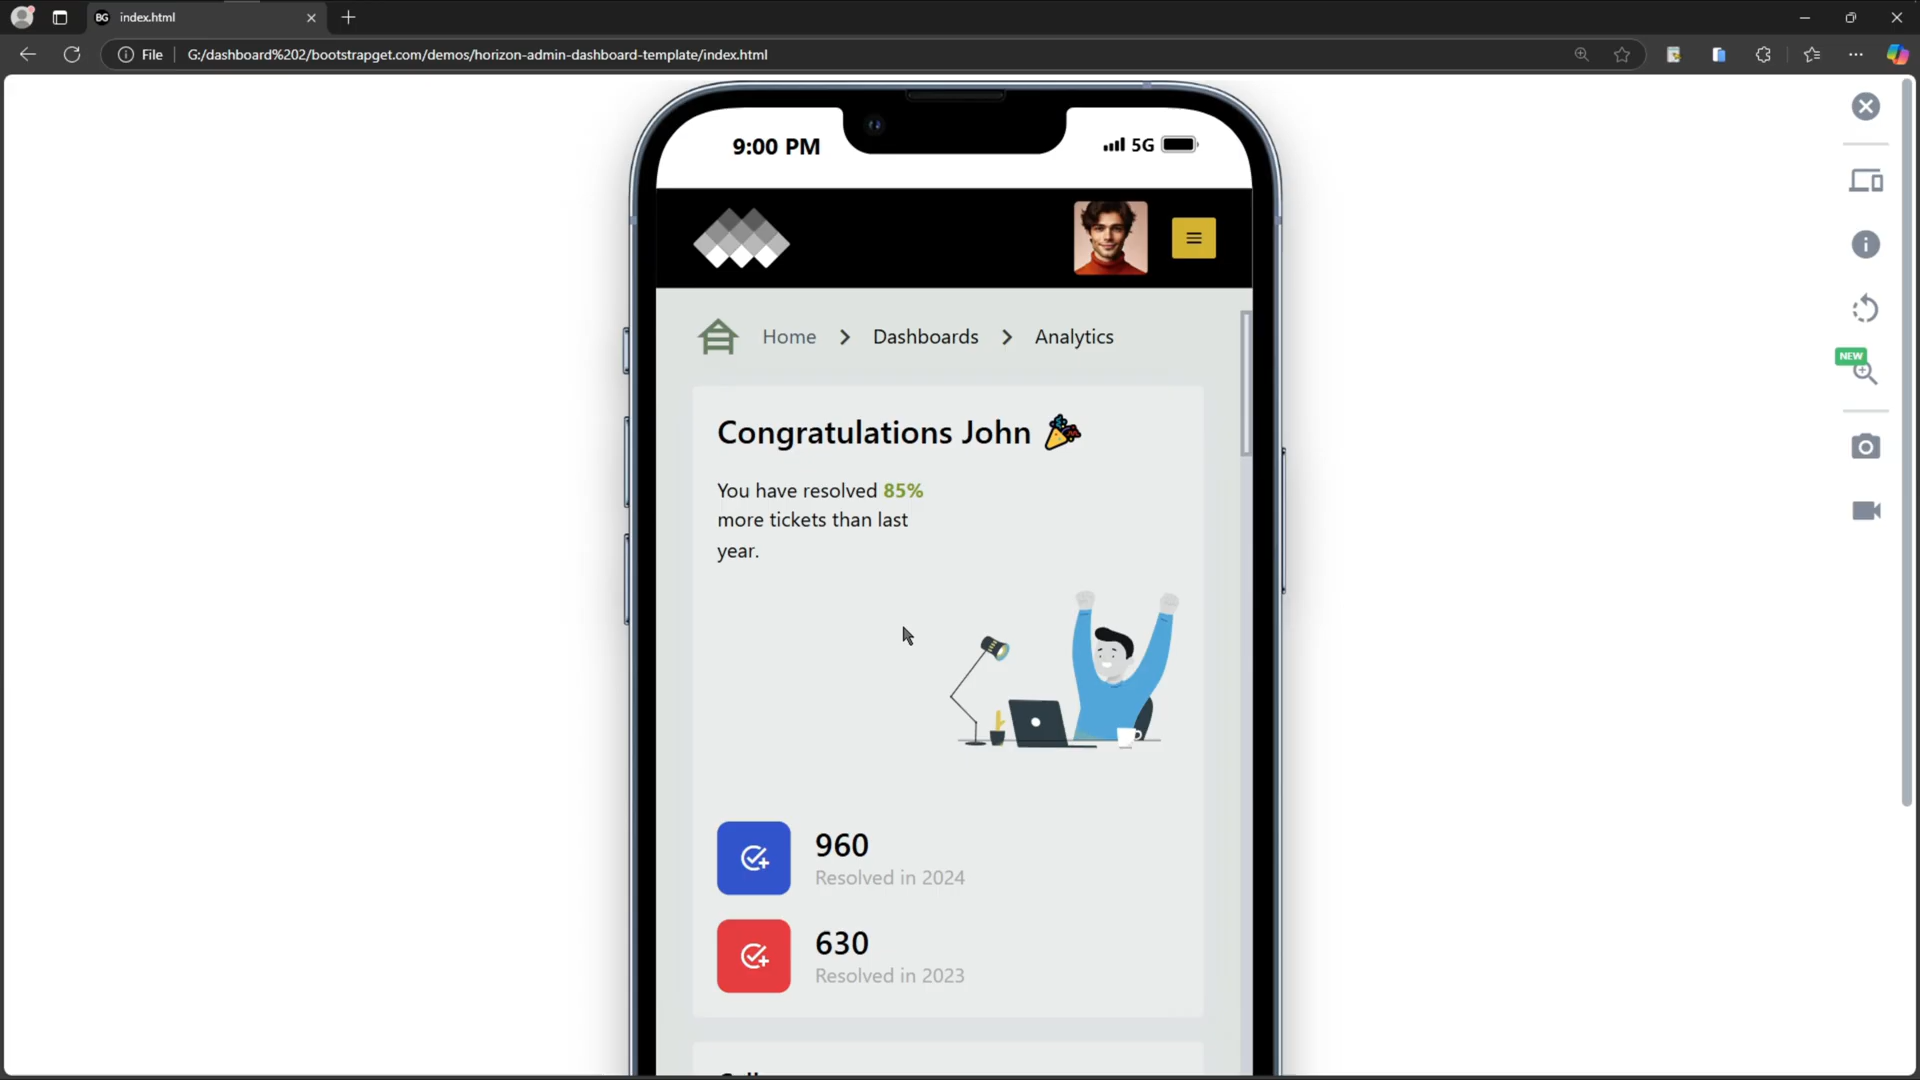 BG index.html
File G:/dashboard%202/bootstrapget.com/demos/horizon-admin-dashboard-template/index.html
9:00 PM
5G
NEW
Home Dashboards Analytics
Congratulations John
You have resolved 85%
more tickets than last
year.
960
Resolved in 2024
630
Resolved in 2023